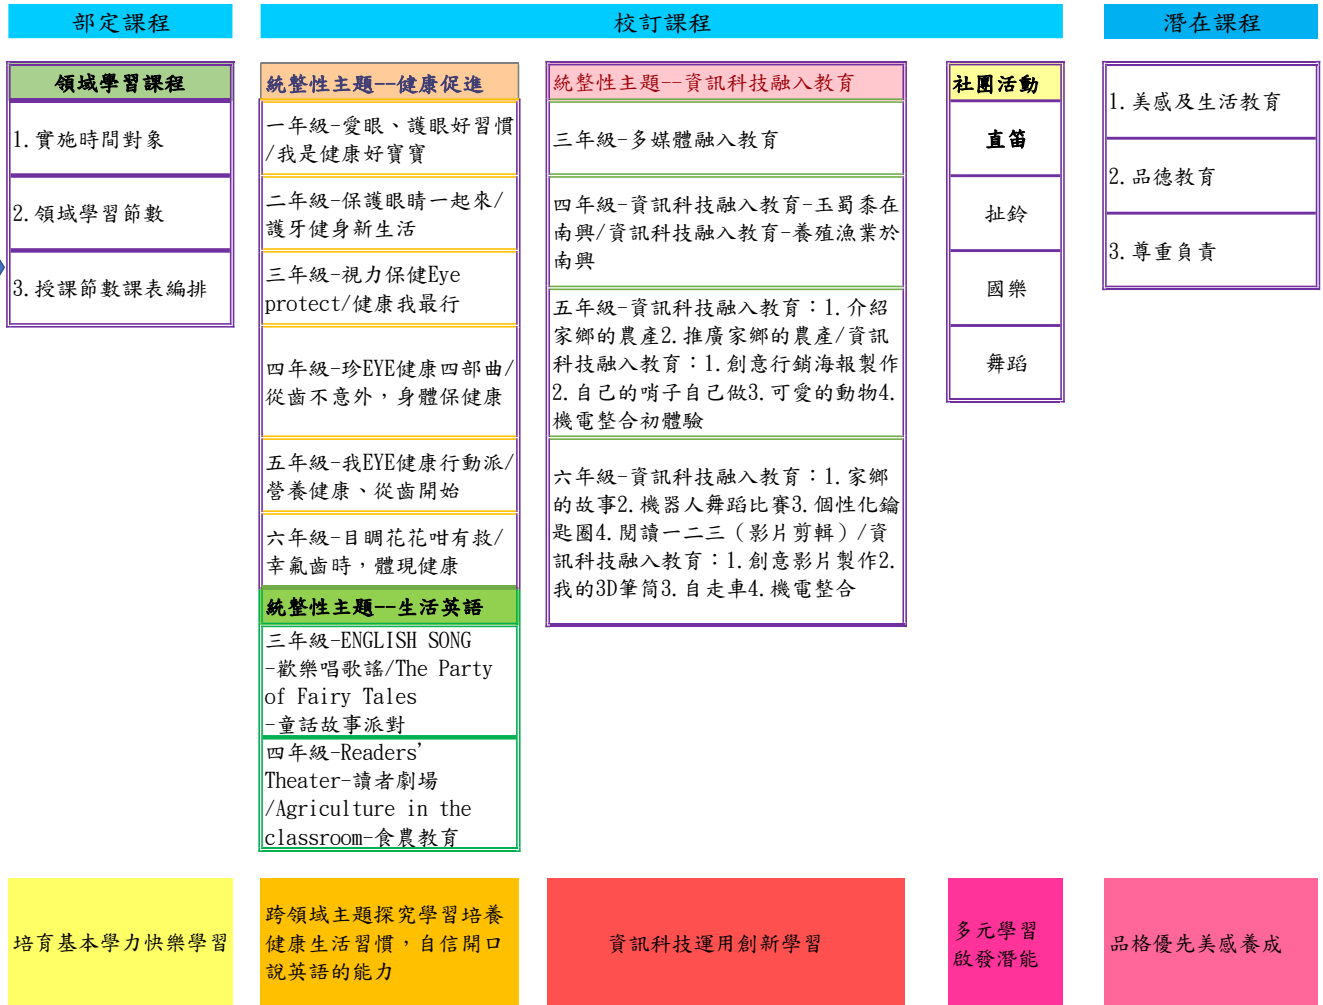 部定課程
校訂課程
潛在課程
領域學習課程
1.實施時間對象
2.領域學習節數
3.授課節數課表編排
統整性主題--健康促進
一年級-愛眼、護眼好習慣
/我是健康好寶寶
二年級-保護眼睛一起來/
護牙健身新生活
三年級-視力保健Eye
protect/健康我最行
四年級-珍EYE健康四部曲/
從齒不意外，身體保健康
五年級-我EYE健康行動派/
營養健康、從齒開始
六年級-目睭花花咁有救/
幸氟齒時，體現健康
統整性主題--生活英語
三年級-ENGLISH SONG
-歡樂唱歌謠/The Party
of Fairy Tales
-童話故事派對
四年級-Readers'
Theater-讀者劇場
/Agriculture in the
classroom-食農教育
統整性主題--資訊科技融入教育
三年級-多媒體融入教育
四年級-資訊科技融入教育-玉蜀黍在
南興/資訊科技融入教育-養殖漁業於
南興
五年級-資訊科技融入教育：1.介紹
家鄉的農產2.推廣家鄉的農產/資訊
科技融入教育：1.創意行銷海報製作
2.自己的哨子自己做3.可愛的動物4.
機電整合初體驗
六年級-資訊科技融入教育：1.家鄉
的故事2.機器人舞蹈比賽3.個性化鑰
匙圈4.閱讀一二三（影片剪輯）/資
訊科技融入教育：1.創意影片製作2.
我的3D筆筒3.自走車4.機電整合
社團活動
直笛
扯鈴
國樂
舞蹈
1.美感及生活教育
2.品德教育
3.尊重負責
培育基本學力快樂學習
跨領域主題探究學習培養
健康生活習慣，自信開口
說英語的能力
資訊科技運用創新學習
多元學習
啟發潛能
品格優先美感養成